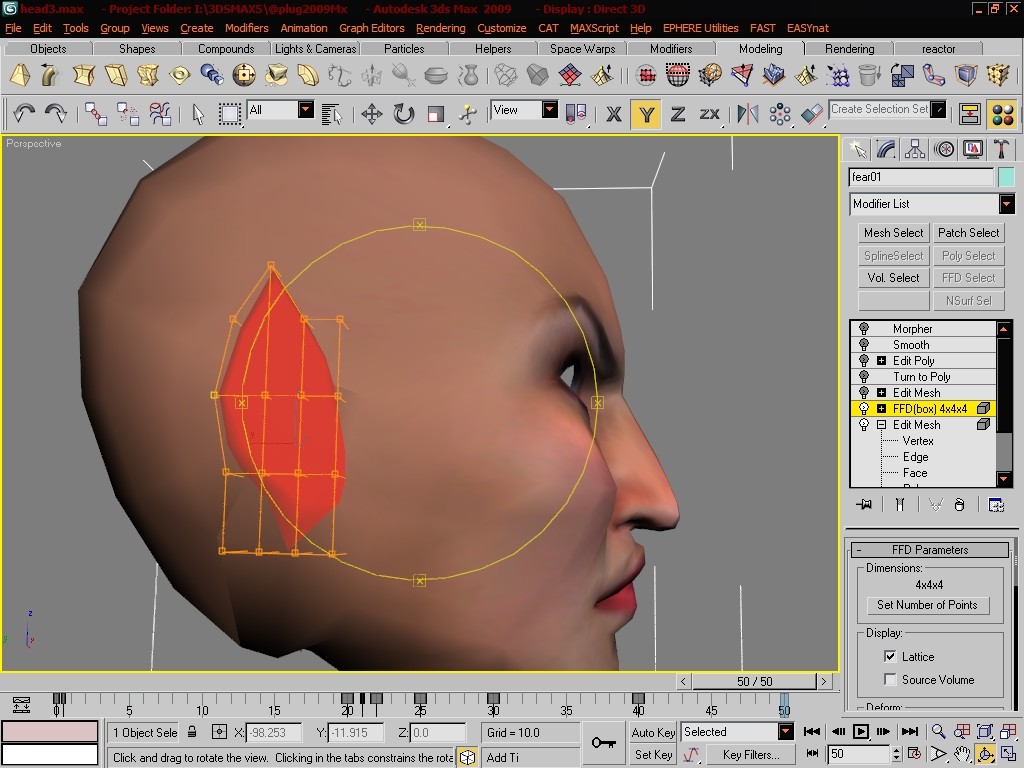 head3.max - Project Folder: I:\3DSMAX5\@plug2009Mx - Autodesk 3ds Max 2009 - Display : Direct 3D
File Edit Tools Group Views Create Modifiers Animation Graph Editors Rendering Customize CAT MAXScript Help EPHERE Utilities FAST EASYnat
Objects Shapes Compounds Lights & Cameras Particles Helpers Space Warps Modifiers Modeling Rendering reactor
All View X Y Z ZX Create Selection Set
Perspective
fear01
Modifier List
Mesh Select Patch Select
SplineSelect Poly Select
Vol. Select FFD Select
NSurf Sel
Morpher
Smooth
Edit Poly
Turn to Poly
Edit Mesh
FFD(box) 4x4x4
Edit Mesh
Vertex
Edge
Face
FFD Parameters
Dimensions:
4x4x4
Set Number of Points
Display:
Lattice
Source Volume
Deform:
z
y
50 / 50
0 5 10 15 20 25 30 35 40 45 50
1 Object Sele X: -98.253 Y: -11.915 Z: 0.0 Grid = 10.0 Auto Key Selected
Click and drag to rotate the view. Clicking in the tabs constrains the rota Add Ti Set Key Key Filters... 50